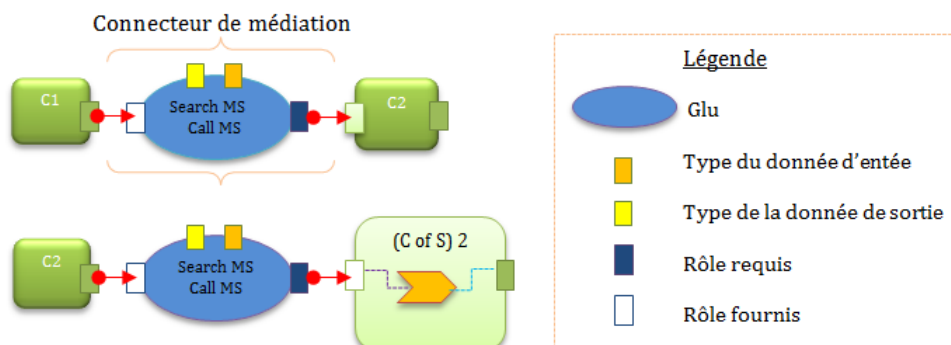 Connecteur de médiation
C1
Search MS
Call MS
C2
C2
Search MS
Call MS
(C of S) 2
Légende
Glu
Type du donnée d'entée
Type de la donnée de sortie
Rôle requis
Rôle fournis